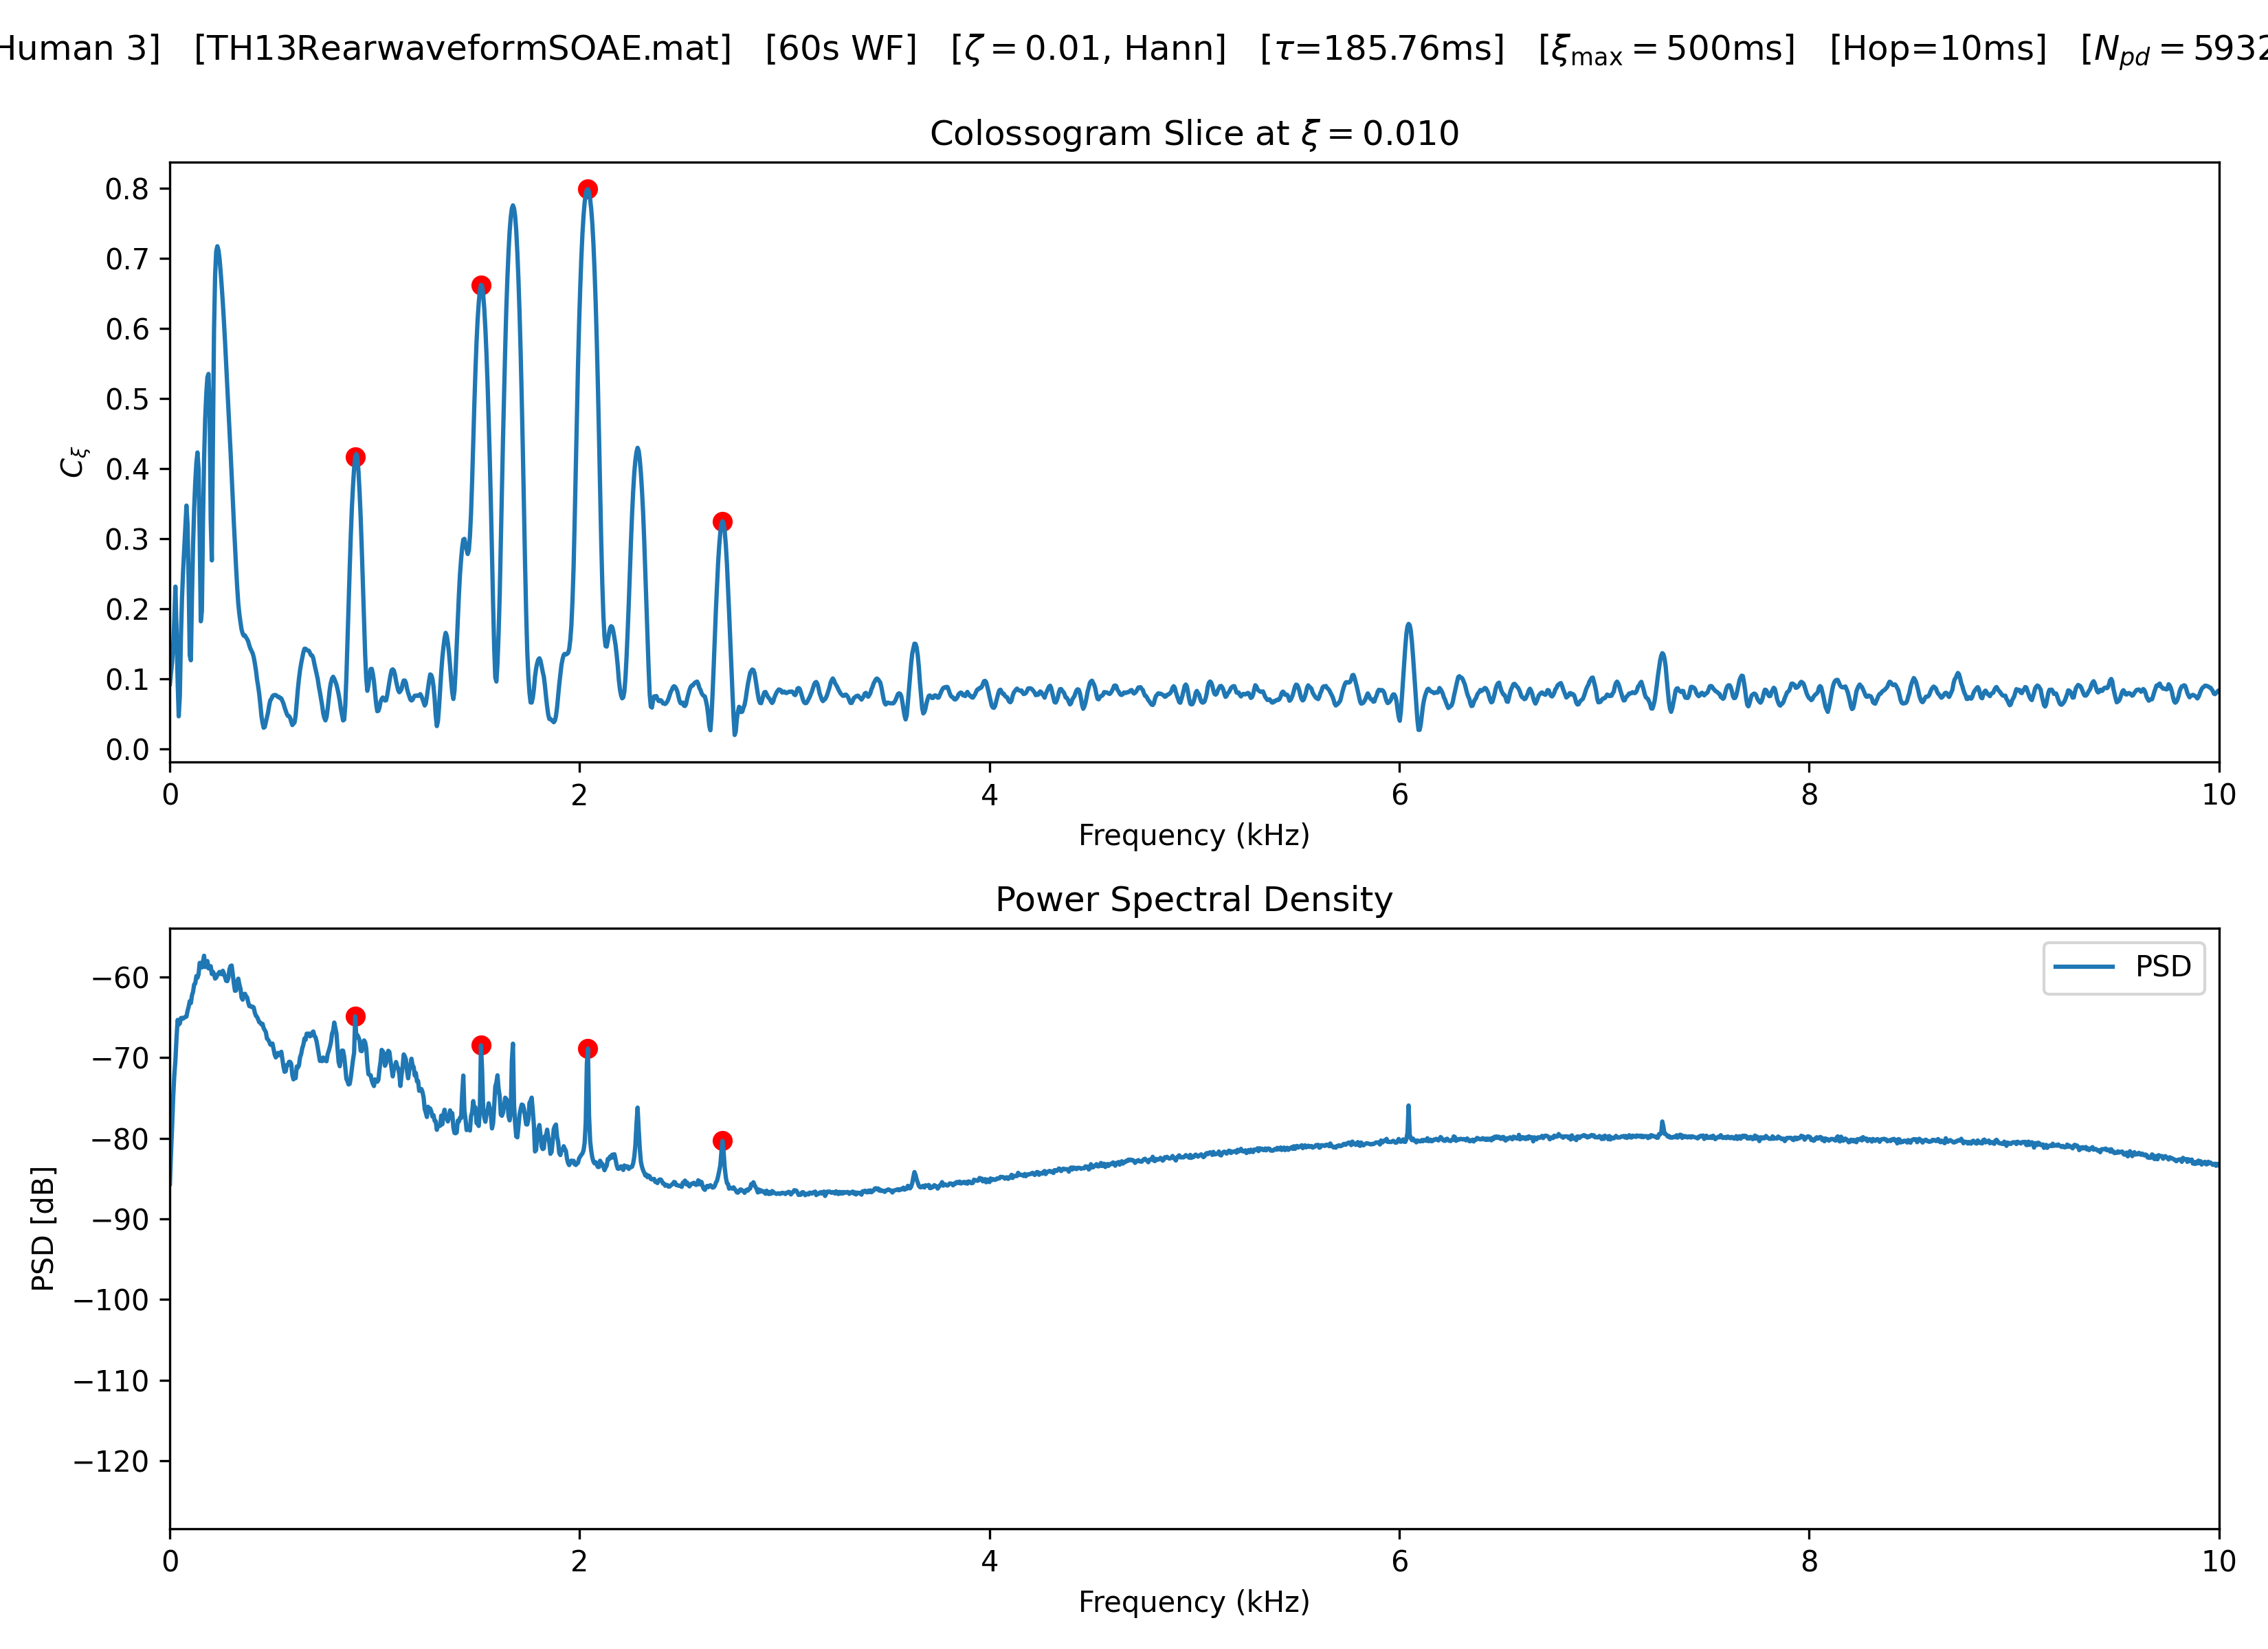 Human 3] [TH13RearwaveformSOAE.mat] [60s WF] [ζ = 0.01, Hann] [τ=185.76ms] [ξmax = 500ms] [Hop=10ms] [Npd = 5932
Colossogram Slice at ξ = 0.010
0.8
0.7
0.6
0.5
0.4
0.3
0.2
0.1
0.0
Cξ
0 2 4 6 8 10
Frequency (kHz)
Power Spectral Density
PSD
−60
−70
−80
−90
−100
−110
−120
PSD [dB]
0 2 4 6 8 10
Frequency (kHz)